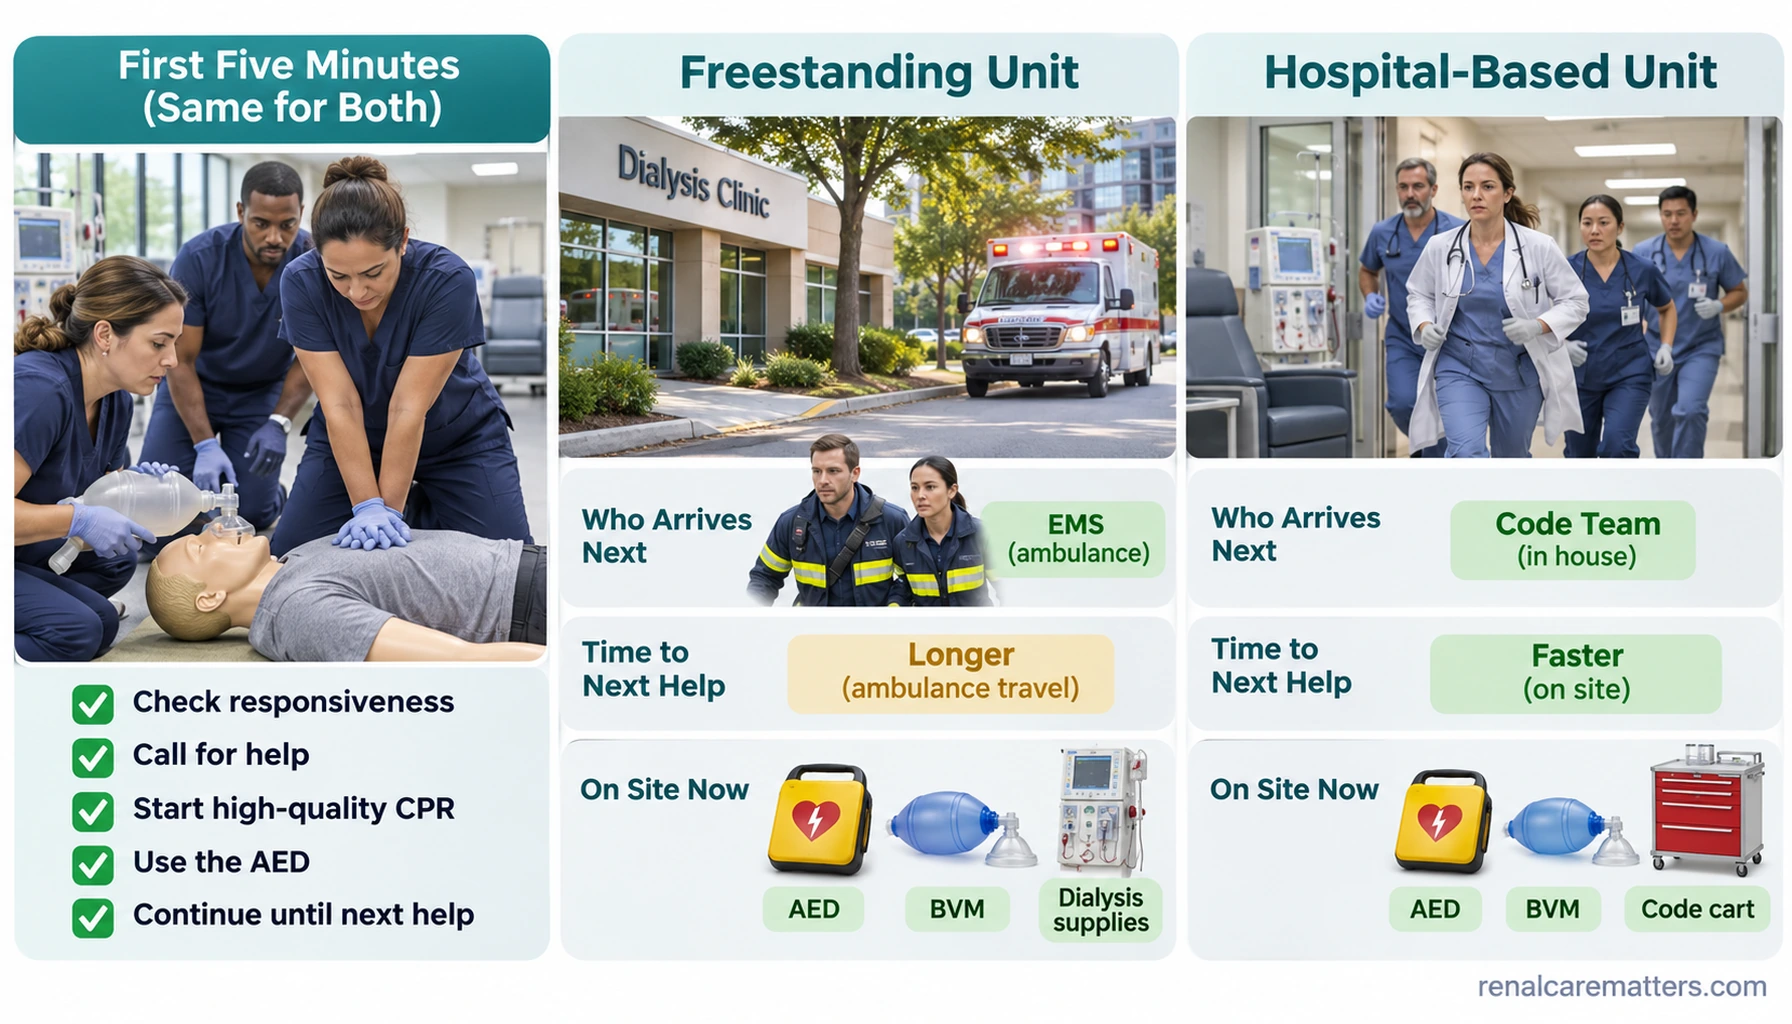 First Five Minutes
(Same for Both)
Check responsiveness
Call for help
Start high-quality CPR
Use the AED
Continue until next help
Freestanding Unit
Dialysis Clinic
Who Arrives
Next
EMS
(ambulance)
Time to
Next Help
Longer
(ambulance travel)
On Site Now
AED
BVM
Dialysis
supplies
Hospital-Based Unit
Who Arrives
Next
Code Team
(in house)
Time to
Next Help
Faster
(on site)
On Site Now
AED
BVM
Code cart
renalcarematters.com